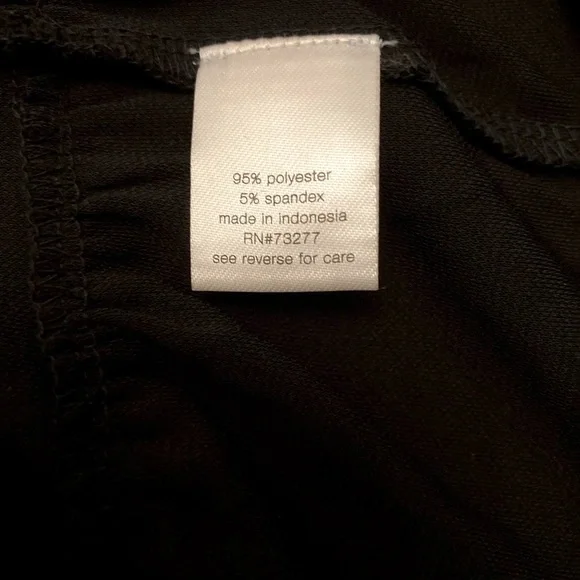 95% polyester
5% spandex
made in indonesia
RN#73277
see reverse for care